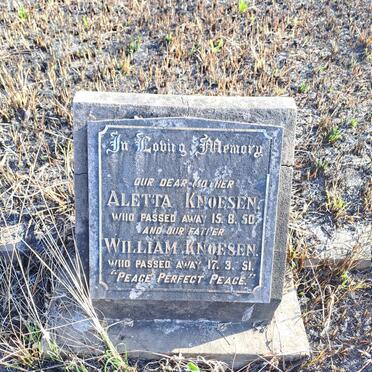 In Loving Memory
OUR DEAR MOTHER
ALETTA KNOESEN
WHO PASSED AWAY 15.8.50
AND OUR FATHER
WILLIAM KNOESEN.
WHO PASSED AWAY 17.3.51.
"PEACE PERFECT PEACE."